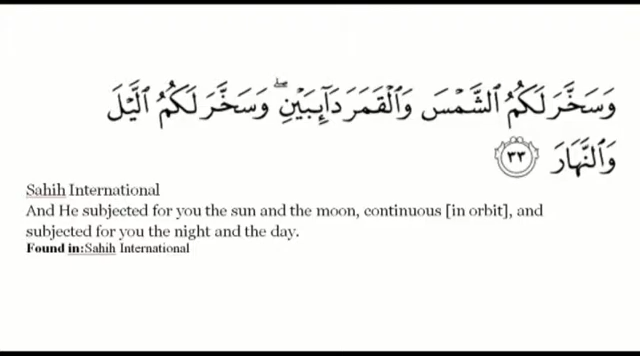 وَسَخَّرَ لَكُمُ ٱلشَّمْسَ وَٱلْقَمَرَ دَآئِبَيْنِ ۖ وَسَخَّرَ لَكُمُ ٱلَّيْلَ
وَٱلنَّهَارَ ٣٣
Sahih International
And He subjected for you the sun and the moon, continuous [in orbit], and
subjected for you the night and the day.
Found in:Sahih International